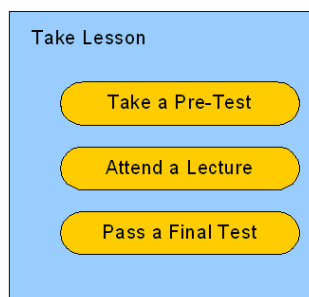 Take Lesson
Take a Pre-Test
Attend a Lecture
Pass a Final Test